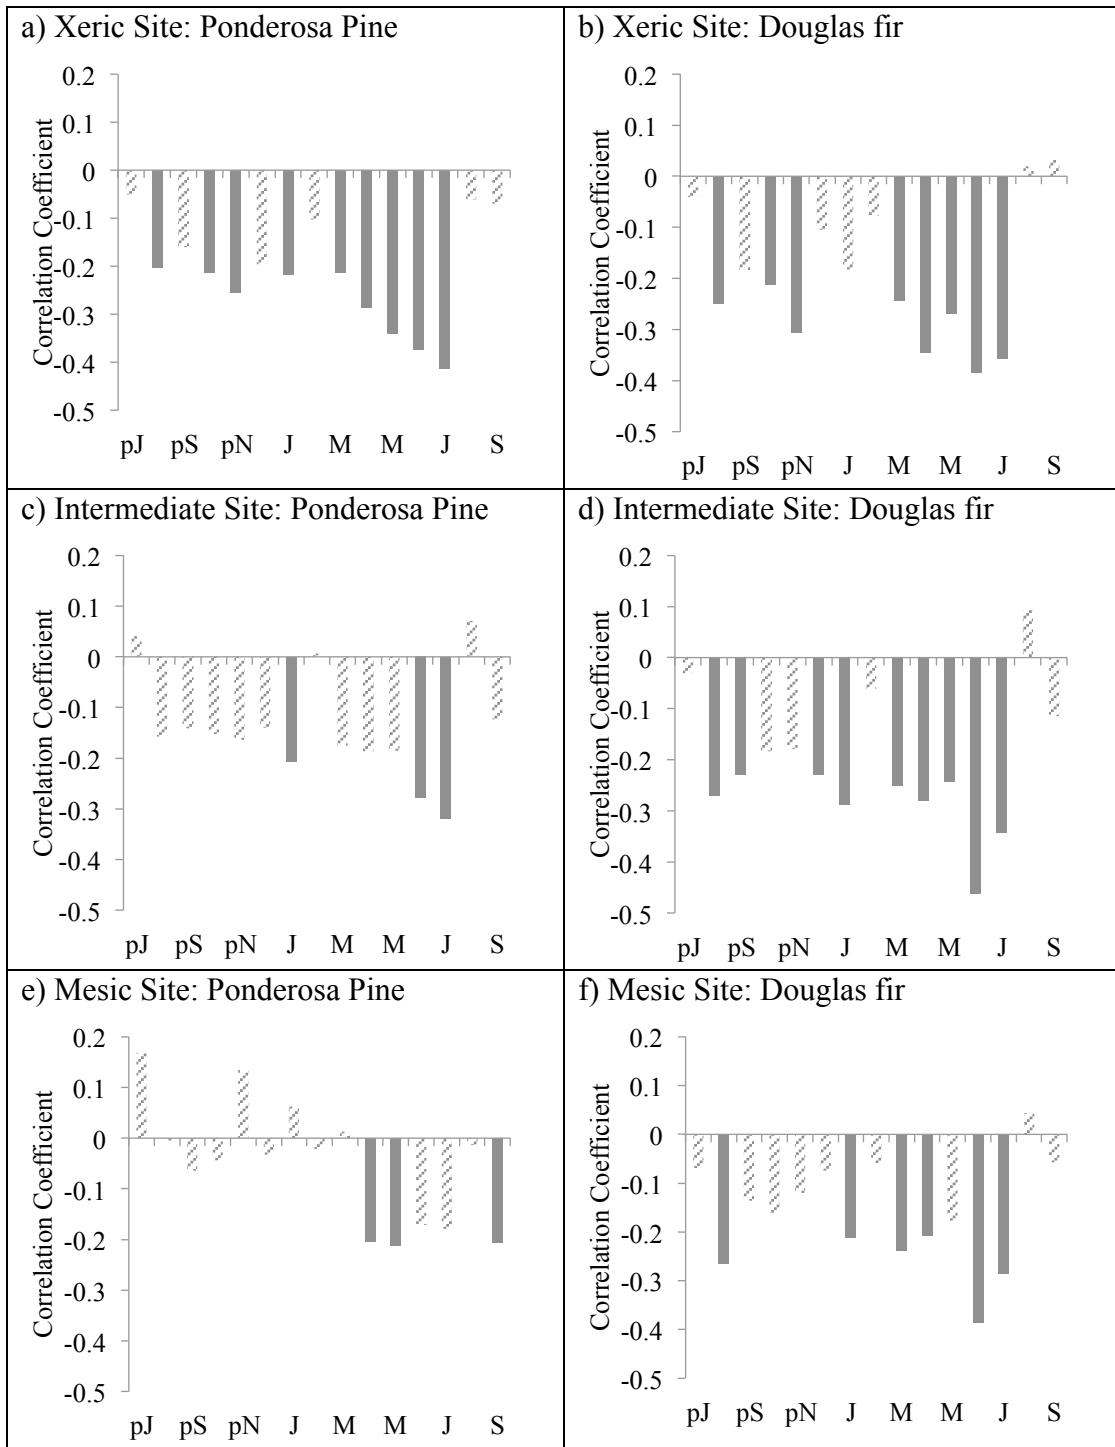 a) Xeric Site: Ponderosa Pine
0.2
0.1
0
-0.1
-0.2
-0.3
-0.4
-0.5
Correlation Coefficient
pJ pS pN J M M J S
b) Xeric Site: Douglas fir
0.2
0.1
0
-0.1
-0.2
-0.3
-0.4
-0.5
Correlation Coefficient
pJ pS pN J M M J S
c) Intermediate Site: Ponderosa Pine
0.2
0.1
0
-0.1
-0.2
-0.3
-0.4
-0.5
Correlation Coefficient
pJ pS pN J M M J S
d) Intermediate Site: Douglas fir
0.2
0.1
0
-0.1
-0.2
-0.3
-0.4
-0.5
Correlation Coefficient
pJ pS pN J M M J S
e) Mesic Site: Ponderosa Pine
0.2
0.1
0
-0.1
-0.2
-0.3
-0.4
-0.5
Correlation Coefficient
pJ pS pN J M M J S
f) Mesic Site: Douglas fir
0.2
0.1
0
-0.1
-0.2
-0.3
-0.4
-0.5
Correlation Coefficient
pJ pS pN J M M J S